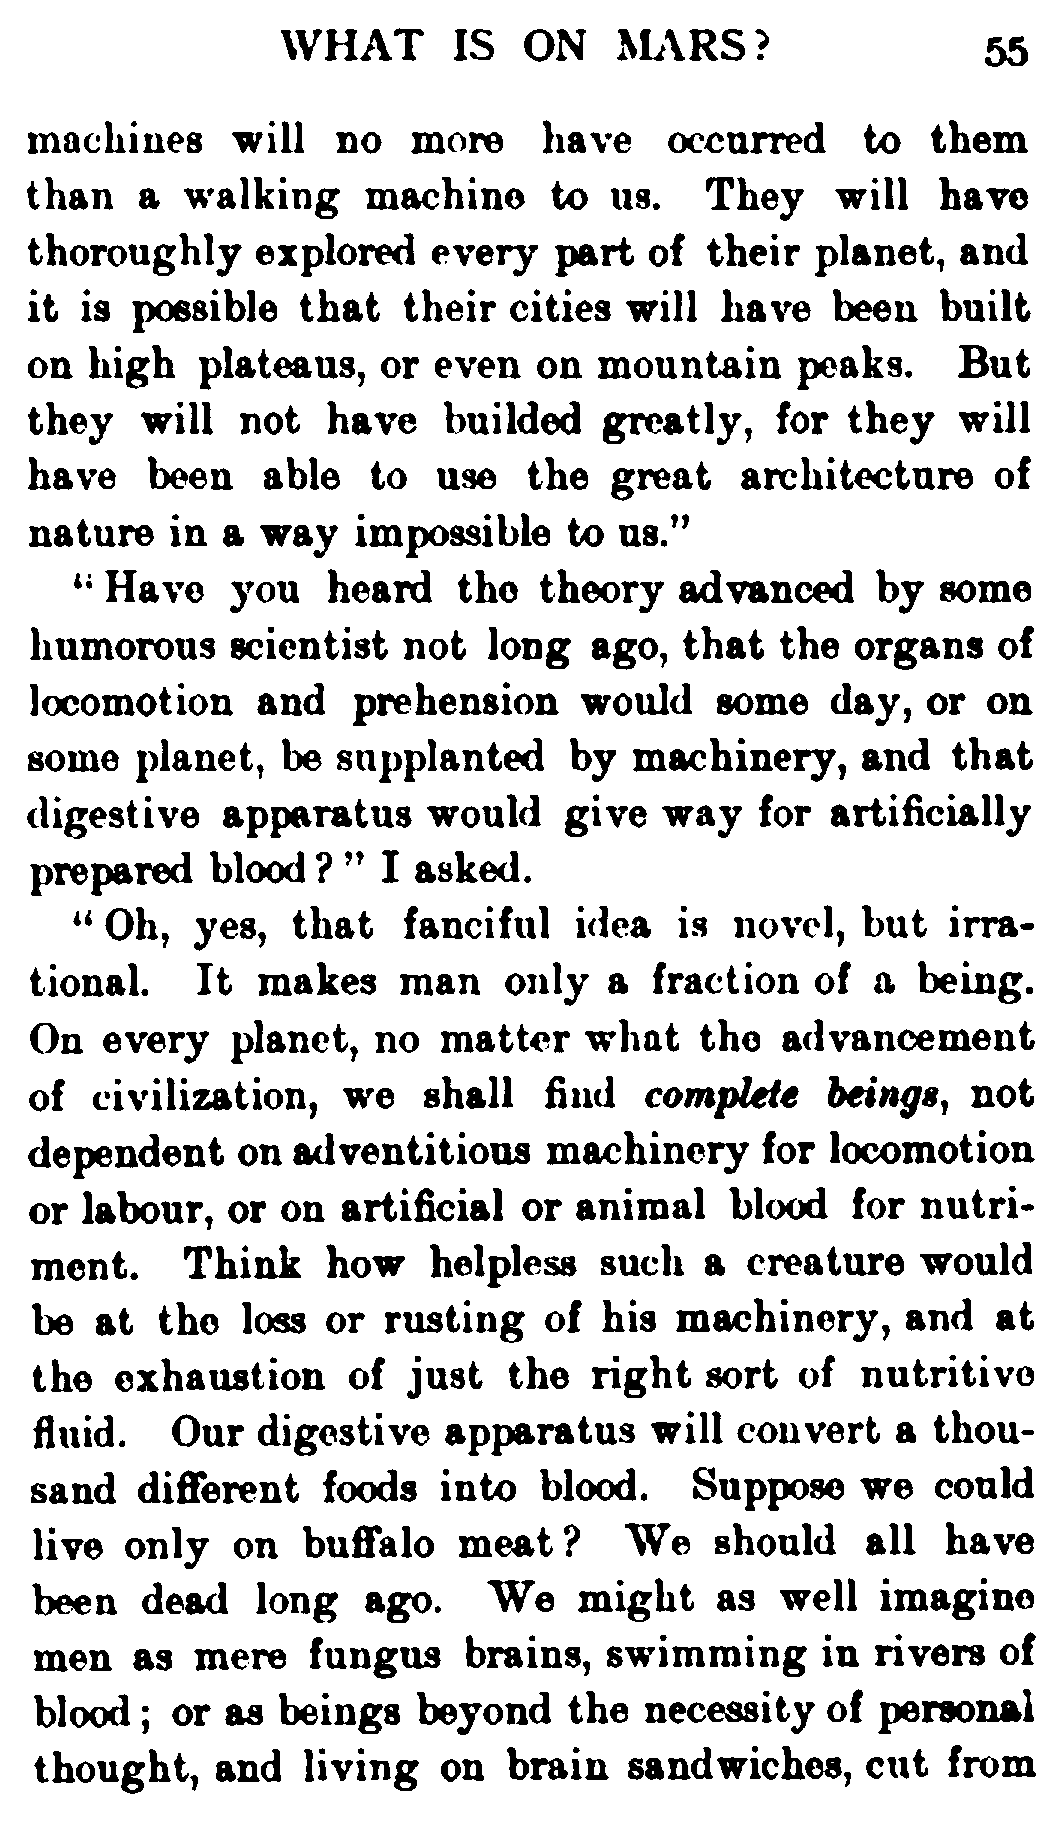 WHAT IS ON MARS? 55
machines will no more have occurred to them
than a walking machine to us. They will have
thoroughly explored every part of their planet, and
it is possible that their cities will have been built
on high plateaus, or even on mountain peaks. But
they will not have builded greatly, for they will
have been able to use the great architecture of
nature in a way impossible to us."
"Have you heard the theory advanced by some
humorous scientist not long ago, that the organs of
locomotion and prehension would some day, or on
some planet, be supplanted by machinery, and that
digestive apparatus would give way for artificially
prepared blood?" I asked.
"Oh, yes, that fanciful idea is novel, but irra-
tional. It makes man only a fraction of a being.
On every planet, no matter what the advancement
of civilization, we shall find complete beings, not
dependent on adventitious machinery for locomotion
or labour, or on artificial or animal blood for nutri-
ment. Think how helpless such a creature would
be at the loss or rusting of his machinery, and at
the exhaustion of just the right sort of nutritive
fluid. Our digestive apparatus will convert a thou-
sand different foods into blood. Suppose we could
live only on buffalo meat? We should all have
been dead long ago. We might as well imagine
men as mere fungus brains, swimming in rivers of
blood; or as beings beyond the necessity of personal
thought, and living on brain sandwiches, cut from